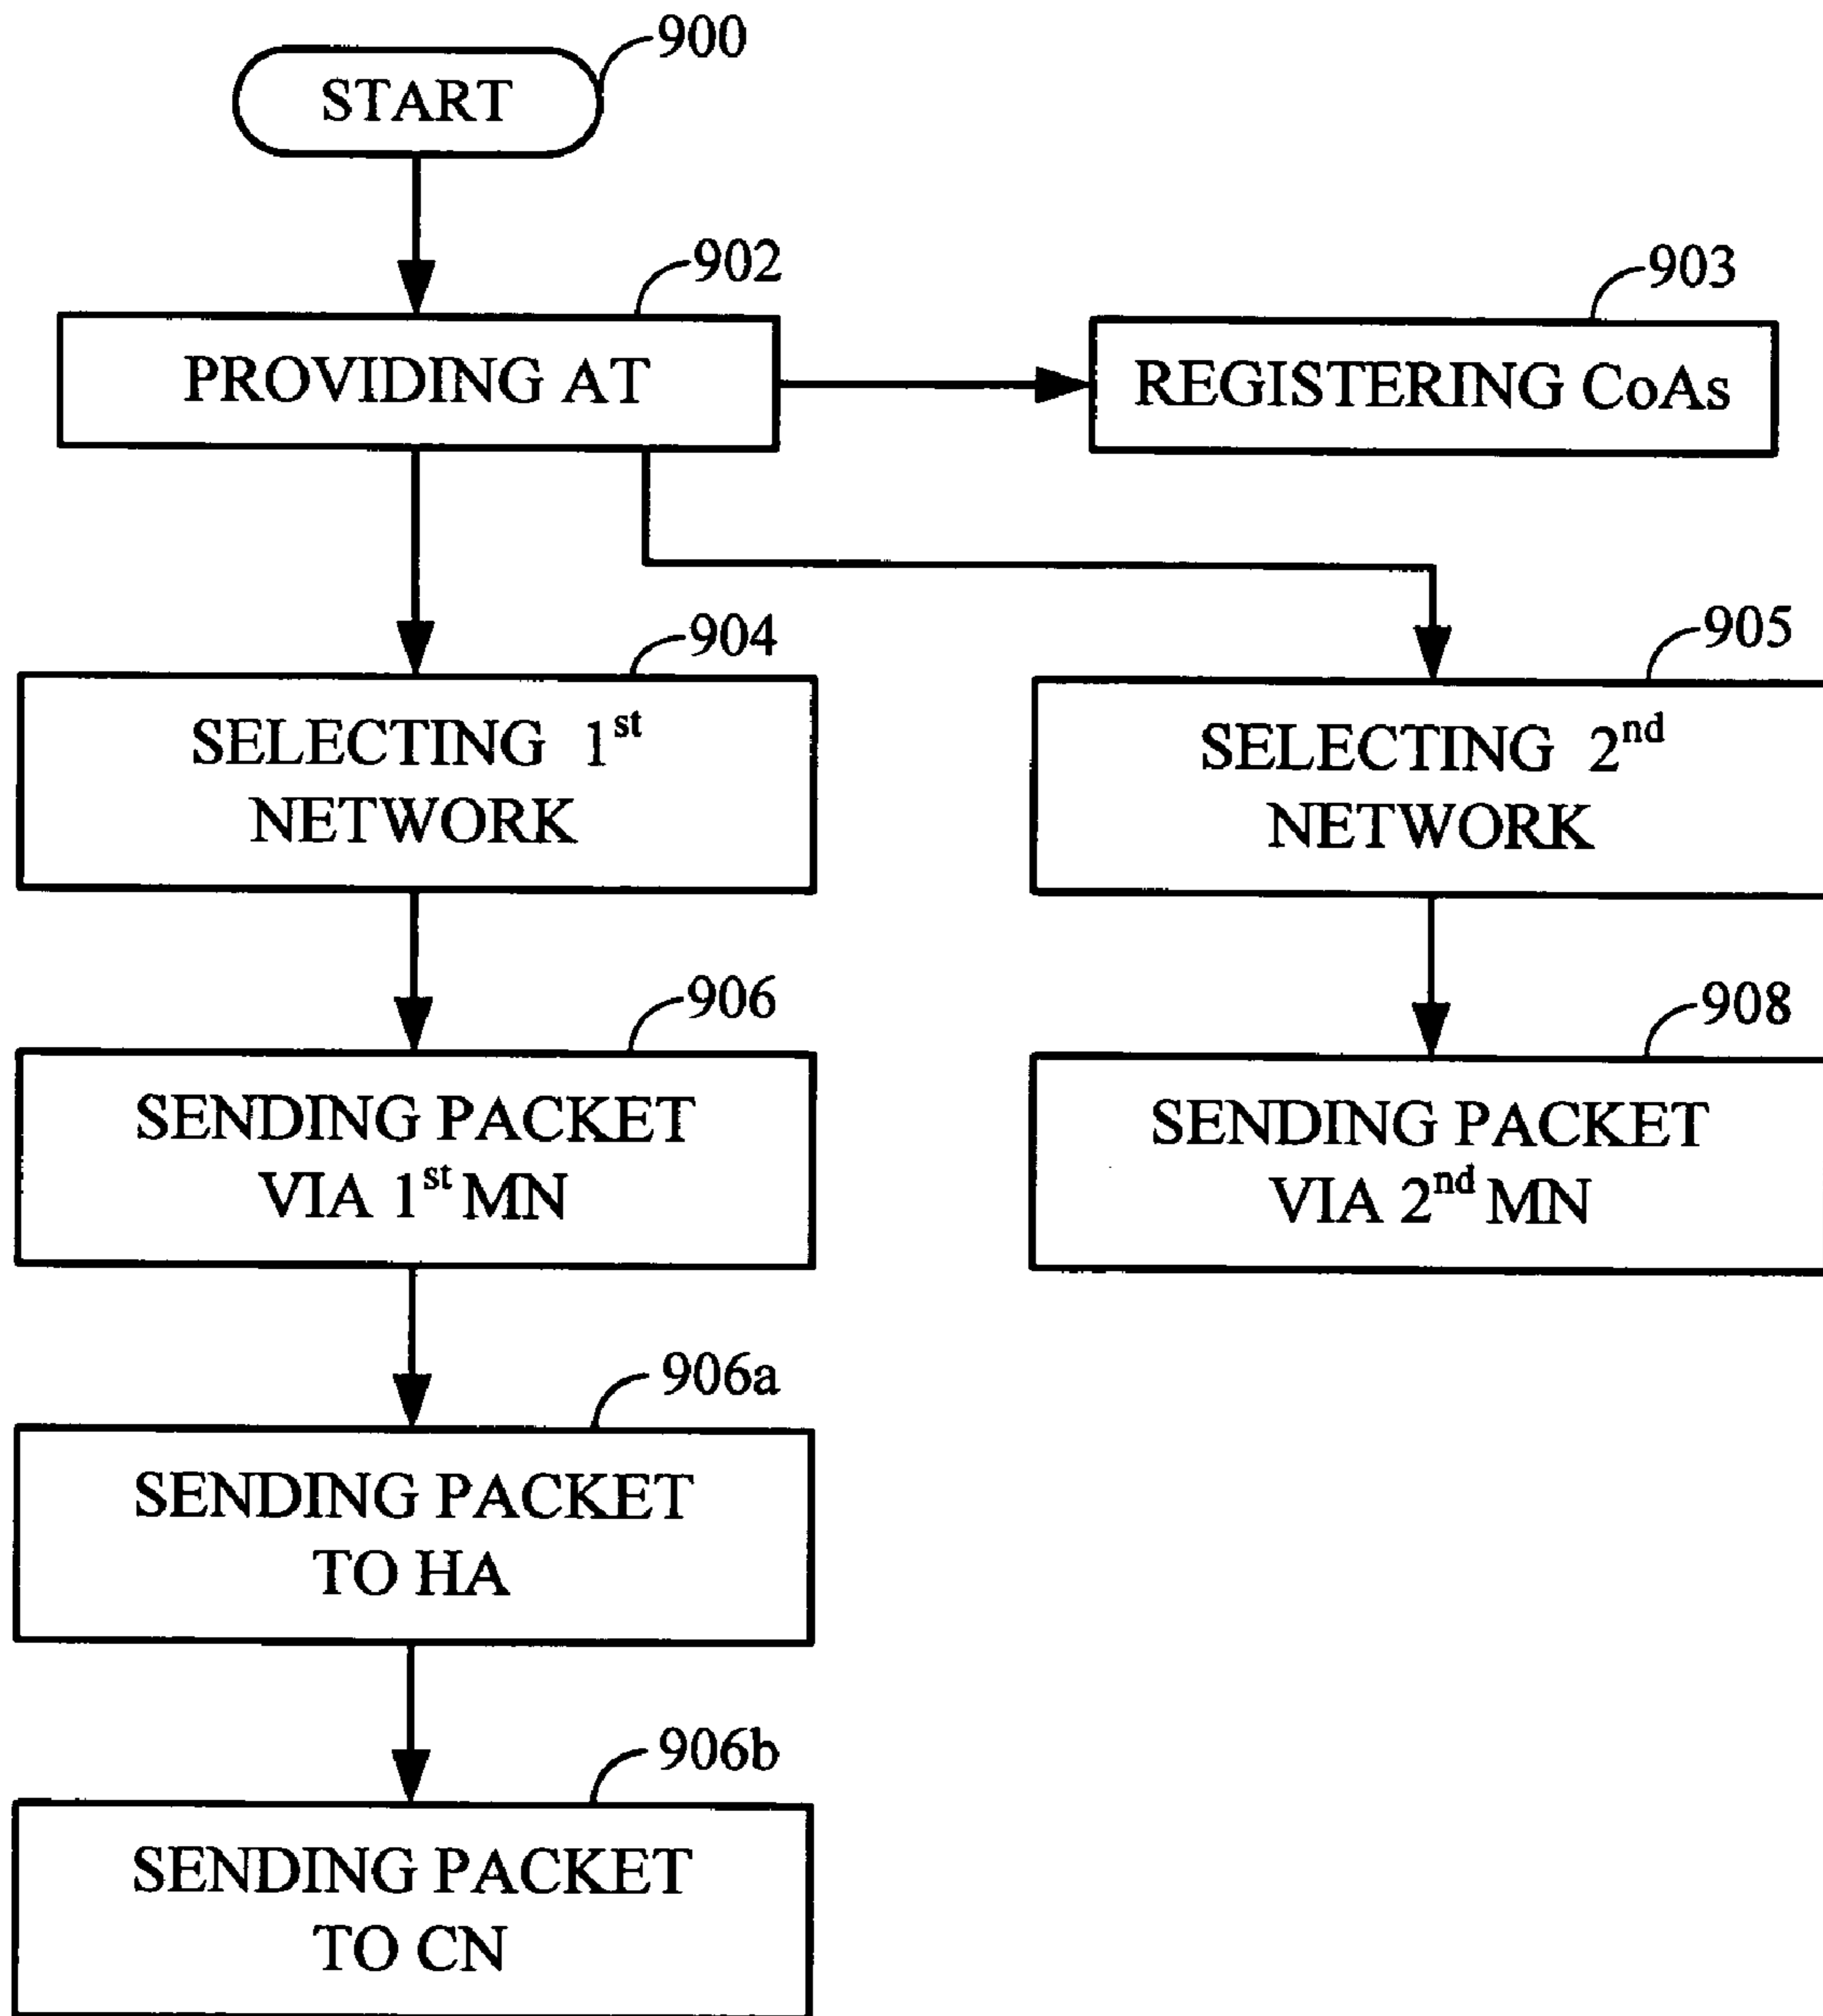 900
START
902
PROVIDING AT
903
REGISTERING CoAs
904
SELECTING 1st
NETWORK
905
SELECTING 2nd
NETWORK
906
SENDING PACKET
VIA 1st MN
908
SENDING PACKET
VIA 2nd MN
906a
SENDING PACKET
TO HA
906b
SENDING PACKET
TO CN